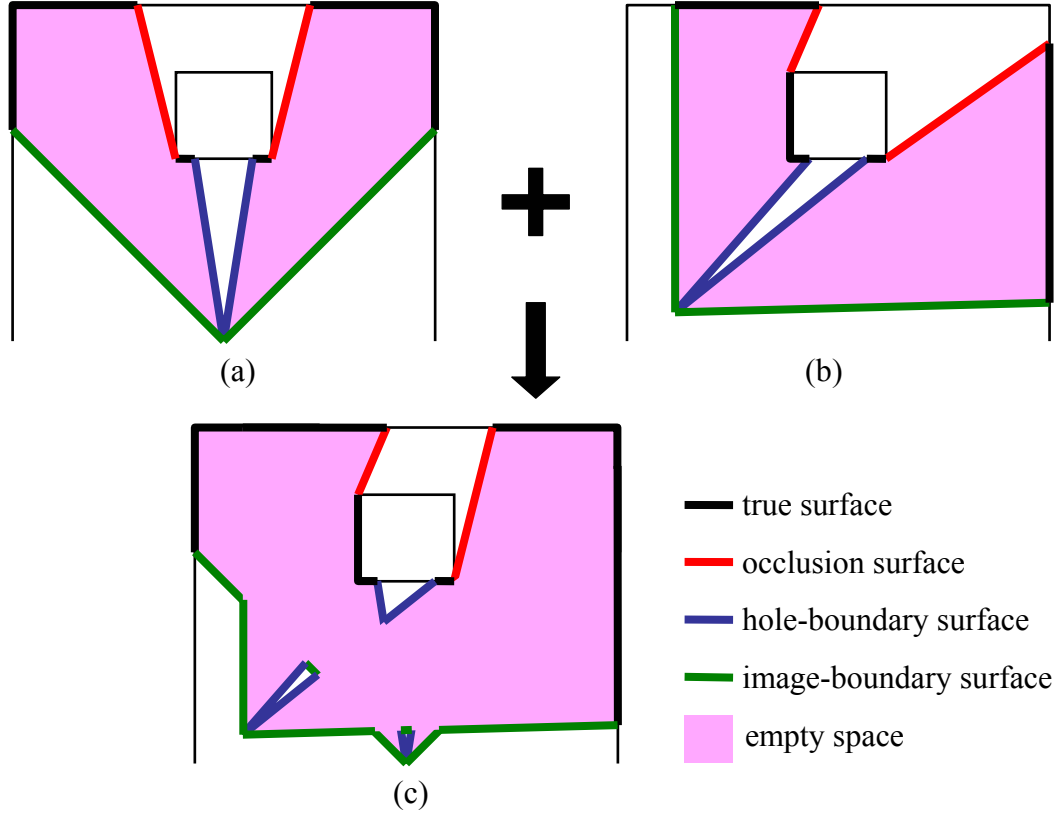 (a)
(b)
true surface
occlusion surface
hole-boundary surface
image-boundary surface
empty space
(c)